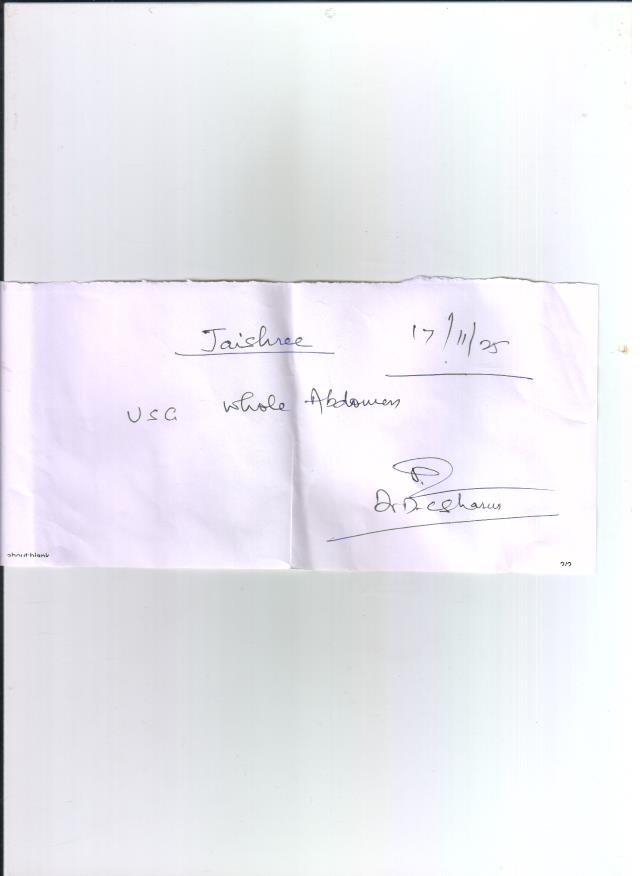 Jaishree 17/11/25
USG Whole Abdomen
Dr D. C Sharma
about:blank 2/2